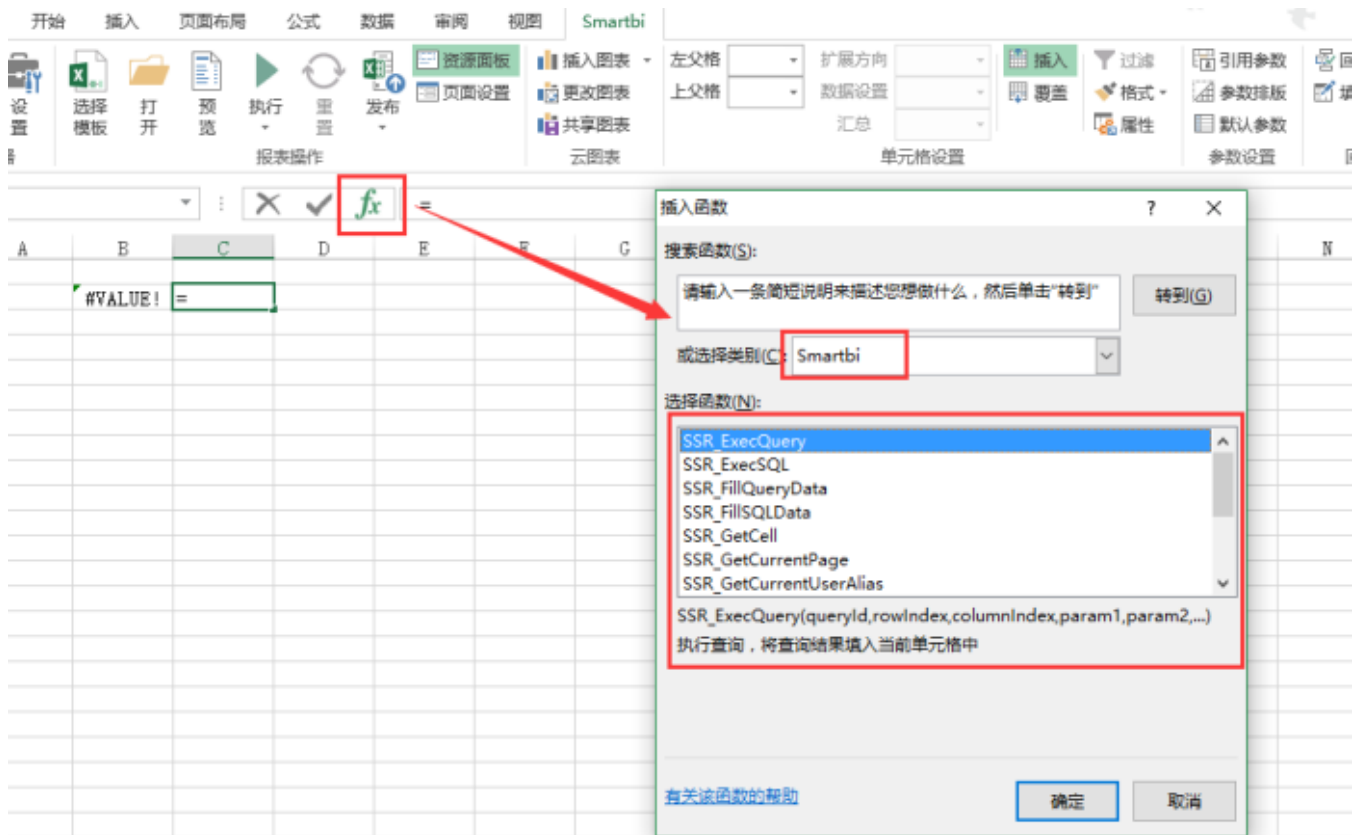 开始 插入 页面布局 公式 数据 审阅 视图 Smartbi
设置 选择模板 打开 预览 执行 重置 发布 资源面板 页面设置
插入图表 更改图表 共享图表
左父格 扩展方向
上父格 数据设置
汇总
插入 覆盖
过滤 格式 属性
引用参数 参数排版 默认参数
报表操作 云图表 单元格设置 参数设置
fx =
A B C D E F G N
#VALUE! =
插入函数 ?
搜索函数(S):
请输入一条简短说明来描述您想做什么，然后单击"转到"
转到(G)
或选择类别(C): Smartbi
选择函数(N):
SSR_ExecQuery
SSR_ExecSQL
SSR_FillQueryData
SSR_FillSQLData
SSR_GetCell
SSR_GetCurrentPage
SSR_GetCurrentUserAlias
SSR_ExecQuery(queryId,rowIndex,columnIndex,param1,param2,...)
执行查询，将查询结果填入当前单元格中
有关该函数的帮助
确定 取消